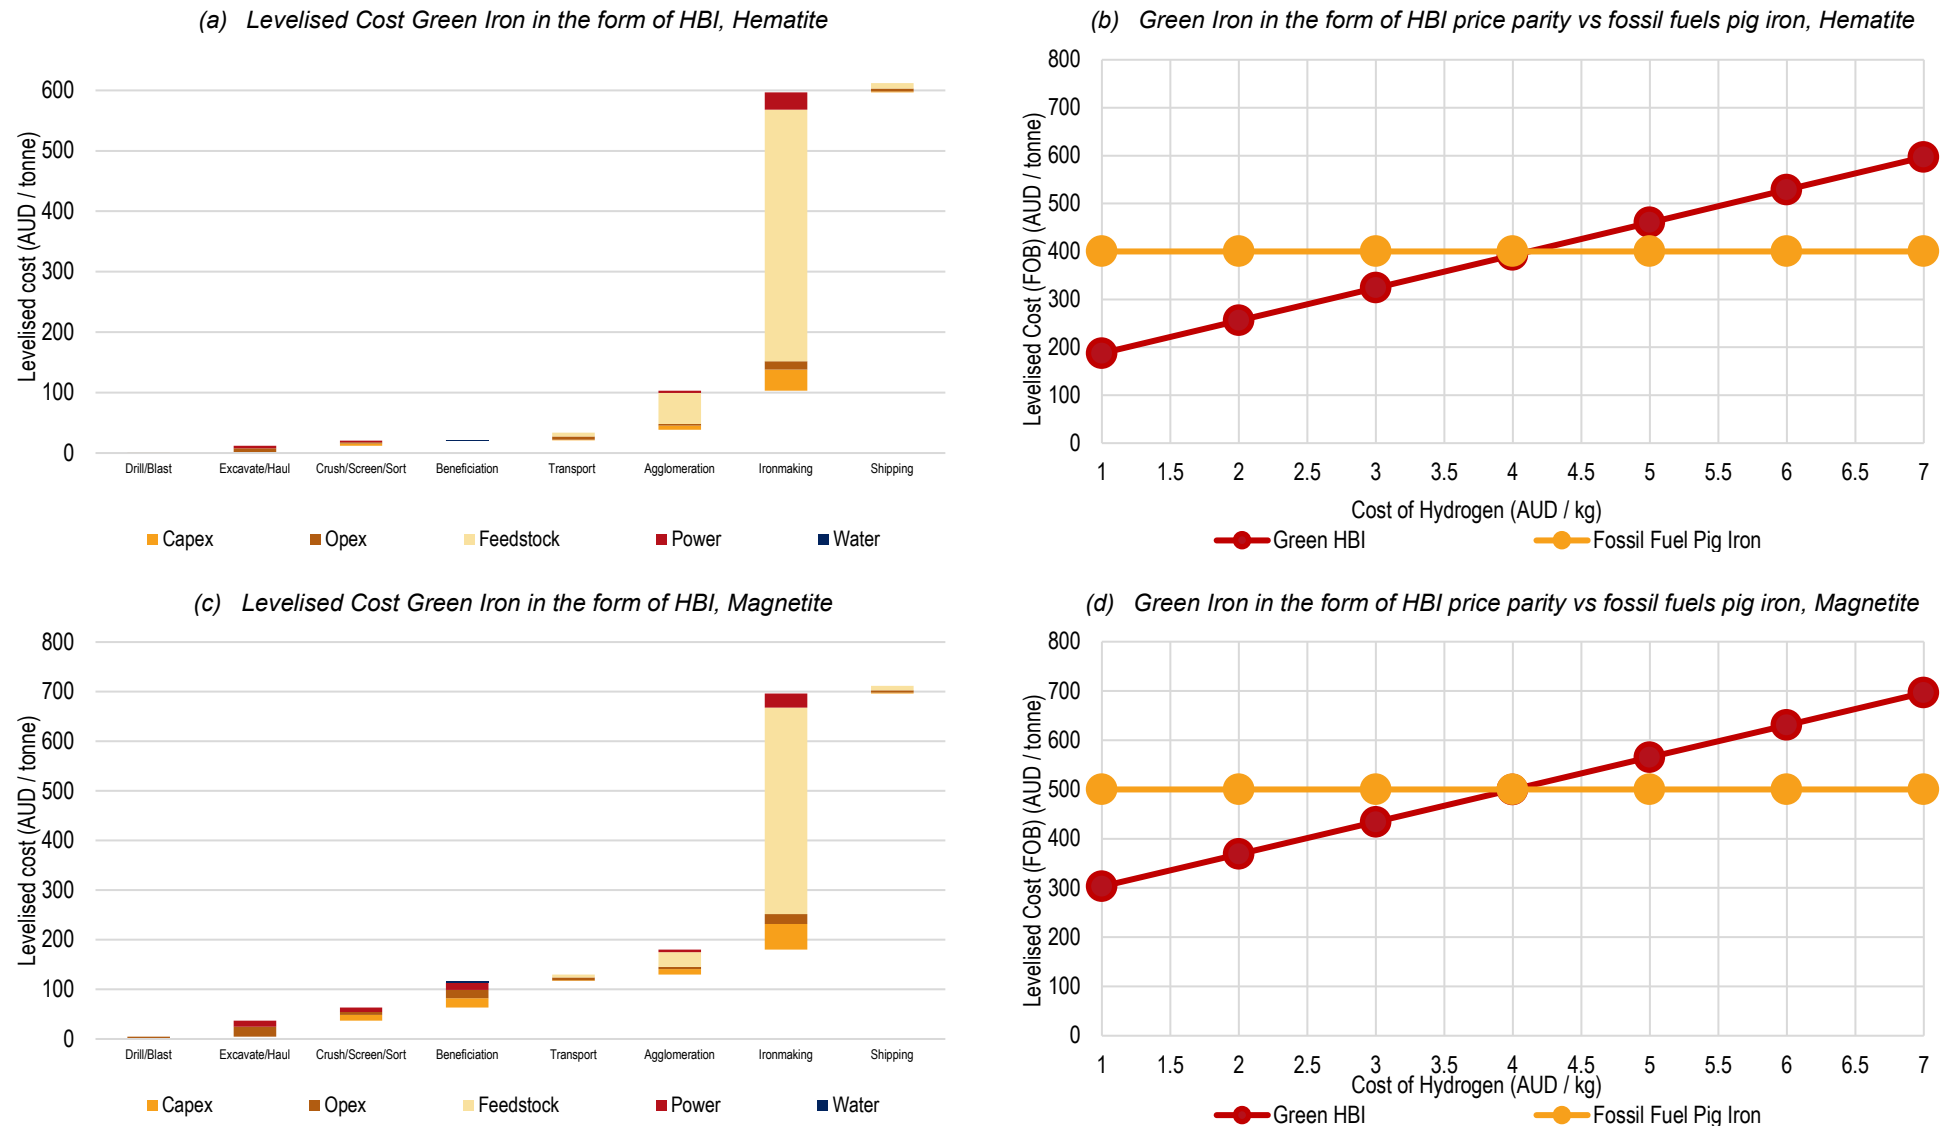 (a) Levelised Cost Green Iron in the form of HBI, Hematite
Levelised cost (AUD / tonne)
600
500
400
300
200
100
0
Drill/Blast Excavate/Haul Crush/Screen/Sort Beneficiation Transport Agglomeration Ironmaking Shipping
Capex Opex Feedstock Power Water
(b) Green Iron in the form of HBI price parity vs fossil fuels pig iron, Hematite
Levelised Cost (FOB) (AUD / tonne)
800
700
600
500
400
300
200
100
0
1 1.5 2 2.5 3 3.5 4 4.5 5 5.5 6 6.5 7
Cost of Hydrogen (AUD / kg)
Green HBI Fossil Fuel Pig Iron
(c) Levelised Cost Green Iron in the form of HBI, Magnetite
Levelised cost (AUD / tonne)
800
700
600
500
400
300
200
100
0
Drill/Blast Excavate/Haul Crush/Screen/Sort Beneficiation Transport Agglomeration Ironmaking Shipping
Capex Opex Feedstock Power Water
(d) Green Iron in the form of HBI price parity vs fossil fuels pig iron, Magnetite
Levelised Cost (FOB) (AUD / tonne)
800
700
600
500
400
300
200
100
0
1 1.5 2 2.5 3 3.5 4 4.5 5 5.5 6 6.5 7
Cost of Hydrogen (AUD / kg)
Green HBI Fossil Fuel Pig Iron